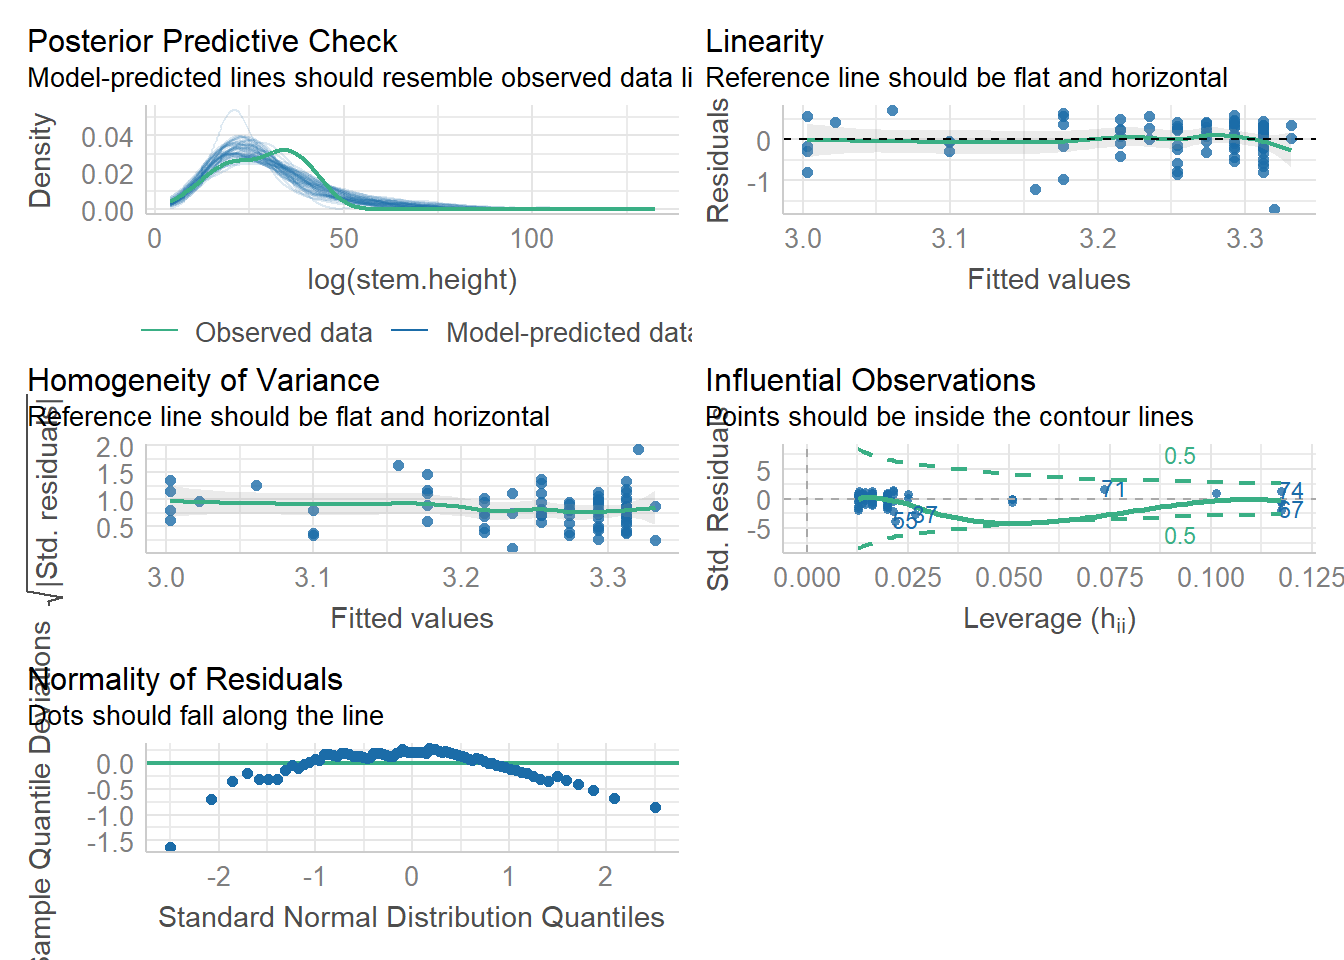 Posterior Predictive Check
Model-predicted lines should resemble observed data li
Density
0.04
0.02
0.00
0
50
100
log(stem.height)
Observed data
Model-predicted data
Linearity
Reference line should be flat and horizontal
Residuals
0
-1
3.0
3.1
3.2
3.3
Fitted values
Homogeneity of Variance
Reference line should be flat and horizontal
√|Std. residuals|
2.0
1.5
1.0
0.5
3.0
3.1
3.2
3.3
Fitted values
Influential Observations
Points should be inside the contour lines
Std. Residuals
5
0
-5
0.5
0.5
71
74
67
55
37
0.000
0.025
0.050
0.075
0.100
0.125
Leverage (hᵢᵢ)
Normality of Residuals
Dots should fall along the line
Sample Quantile Deviations
0.0
-0.5
-1.0
-1.5
-2
-1
0
1
2
Standard Normal Distribution Quantiles